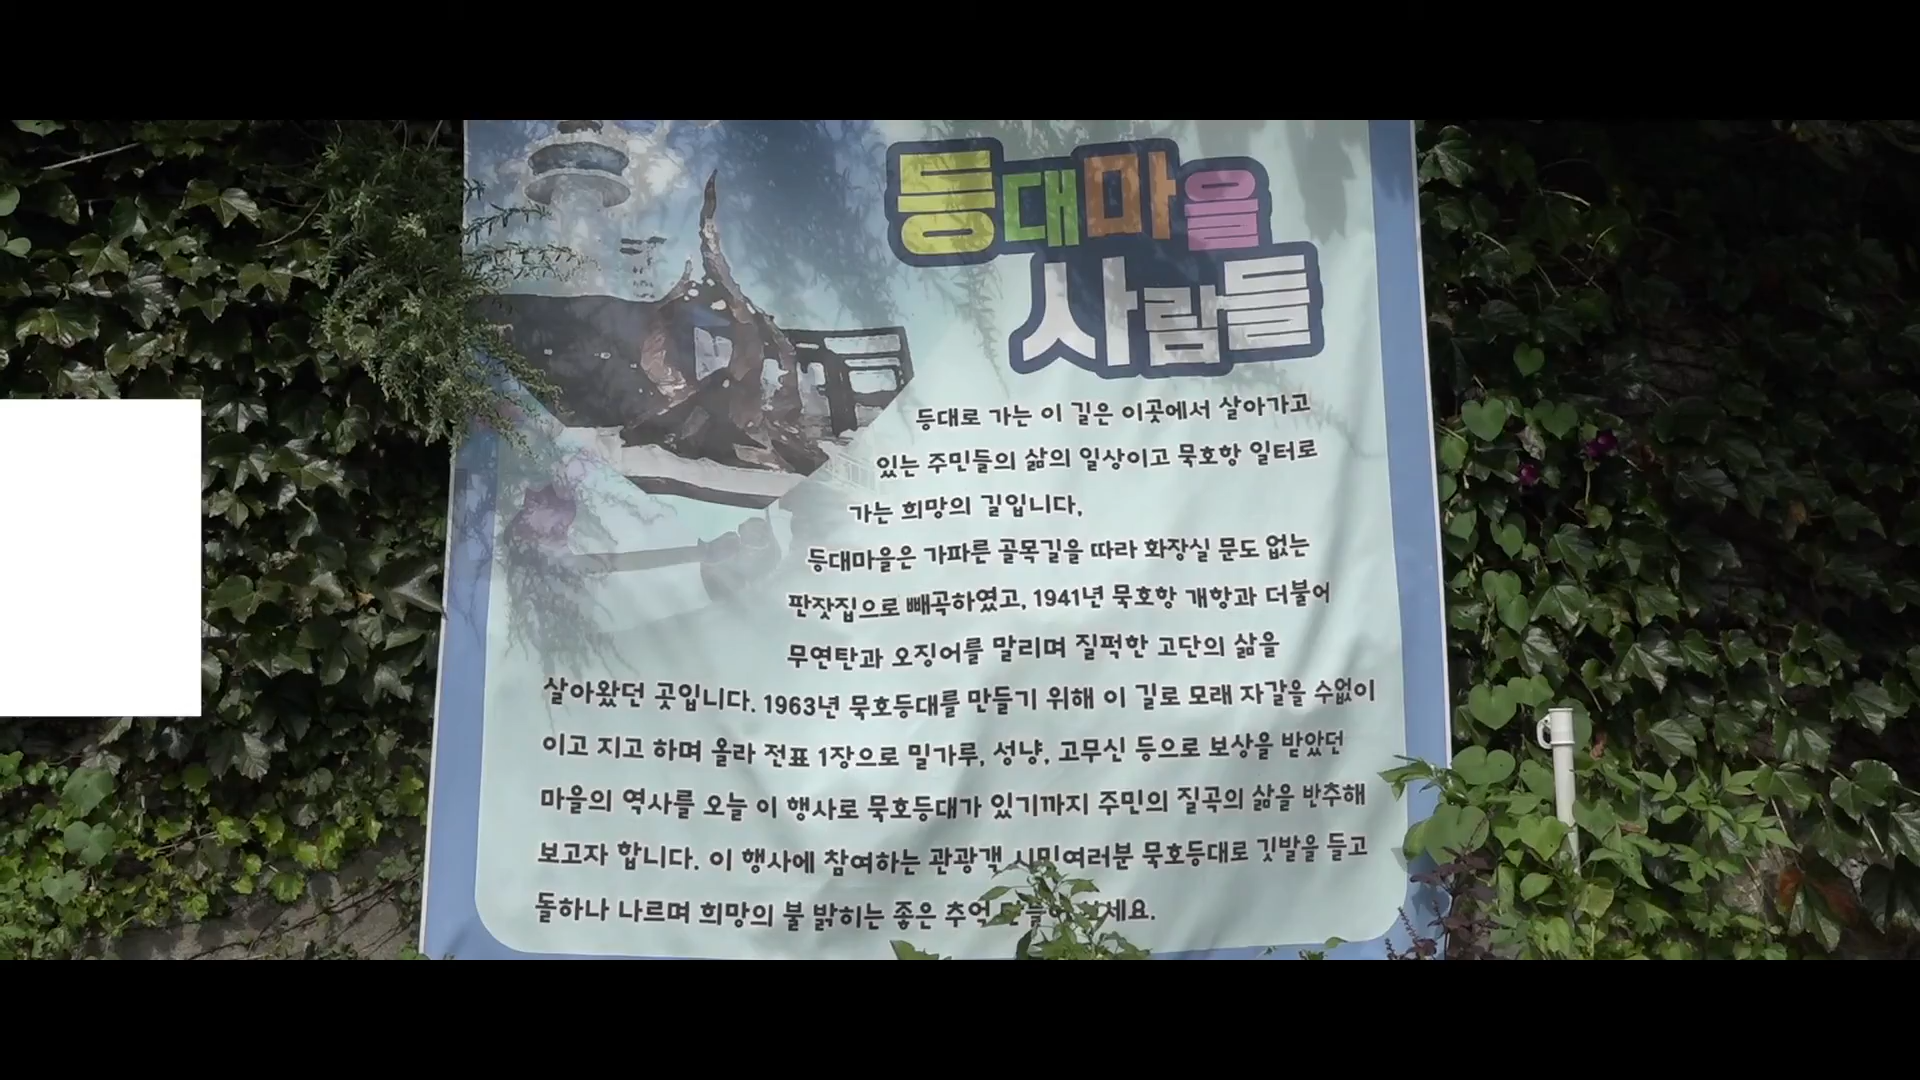 등대마을
사람들
등대로 가는 이 길은 이곳에서 살아가고
있는 주민들의 삶의 일상이고 묵호항 일터로
가는 희망의 길입니다,
등대마을은 가파른 골목길을 따라 화장실 문도 없는
판잣집으로 빼곡하였고, 1941년 묵호항 개항과 더불어
무연탄과 오징어를 말리며 질퍽한 고단의 삶을
살아왔던 곳입니다. 1963년 묵호등대를 만들기 위해 이 길로 모래 자갈을 수없이
이고 지고 하며 올라 전표 1장으로 밀가루, 성냥, 고무신 등으로 보상을 받았던
마을의 역사를 오늘 이 행사로 묵호등대가 있기까지 주민의 질곡의 삶을 반추해
보고자 합니다. 이 행사에 참여하는 관광객 시민여러분 묵호등대로 깃발을 들고
돌하나 나르며 희망의 불 밝히는 좋은 추억